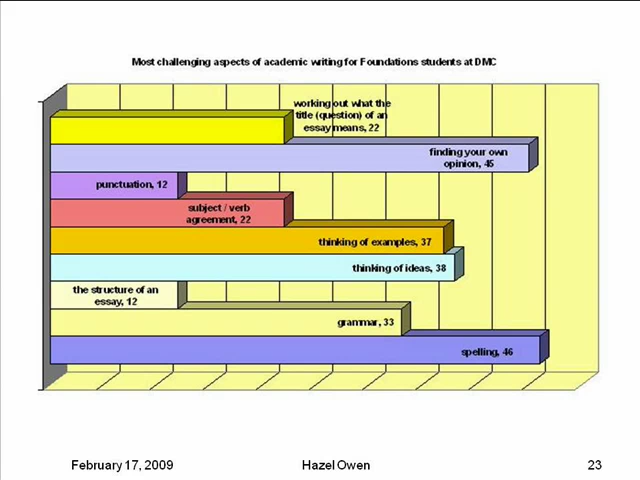 Most challenging aspects of academic writing for Foundations students at DMC
working out what the
title (question) of an
essay means, 22
finding your own
opinion, 45
punctuation, 12
subject / verb
agreement, 22
thinking of examples, 37
thinking of ideas, 38
the structure of an
essay, 12
grammar, 33
spelling, 46
February 17, 2009
Hazel Owen
23